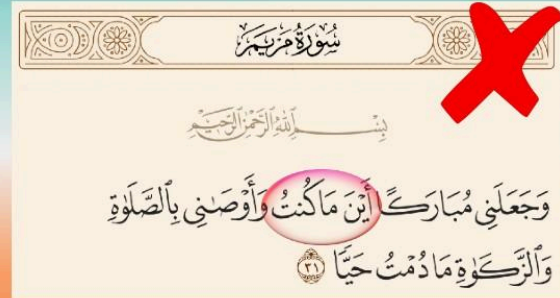 سُورَةُ مَرْيَمَ
بِسْمِ ٱللَّهِ ٱلرَّحْمَٰنِ ٱلرَّحِيمِ
وَجَعَلَنِى مُبَارَكًا أَيْنَ مَا كُنتُ وَأَوْصَٰنِى بِٱلصَّلَوٰةِ
وَٱلزَّكَوٰةِ مَا دُمْتُ حَيًّا ٣١